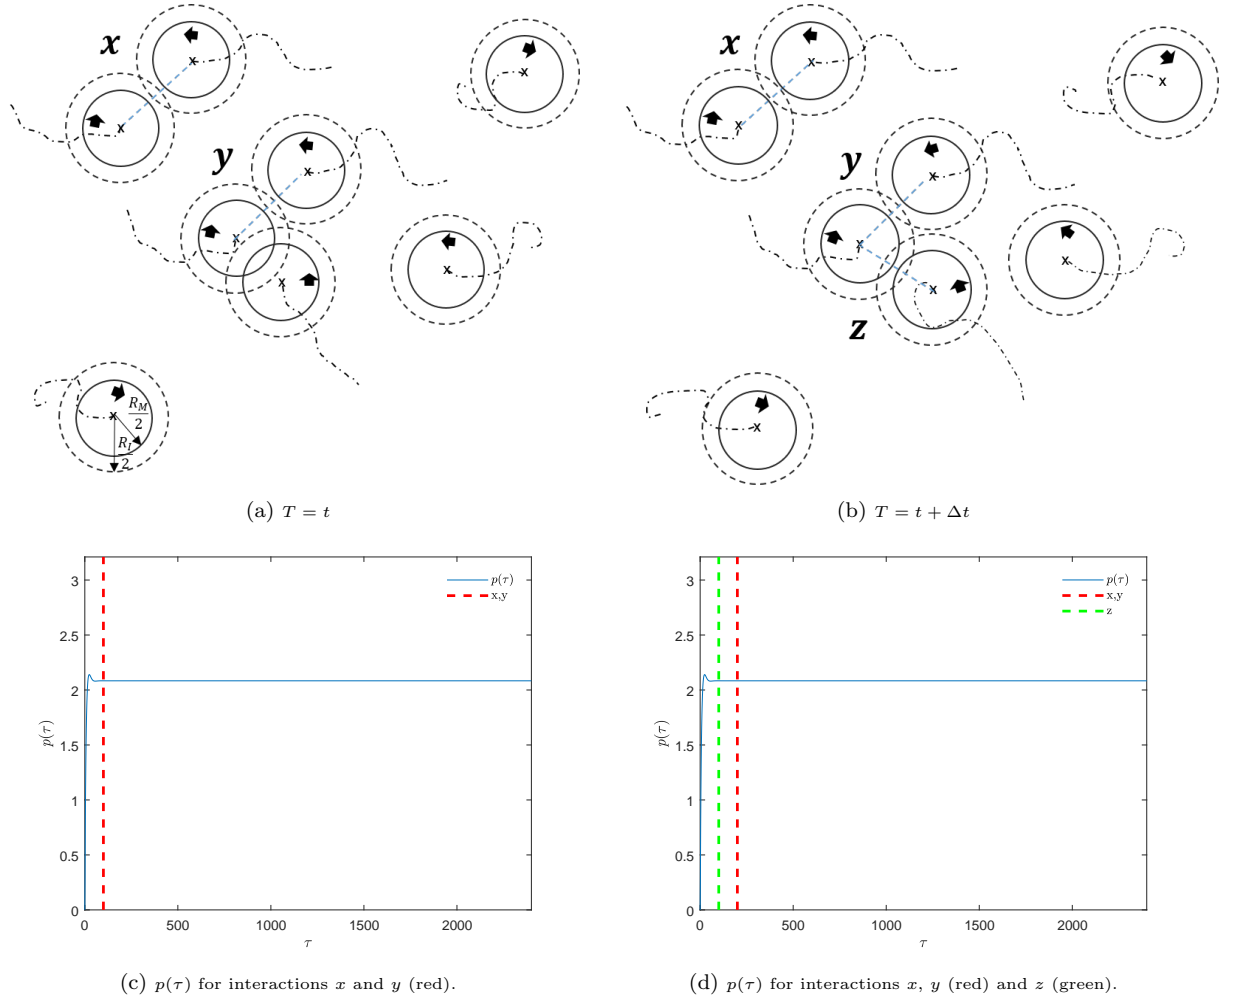 x
x
y
y
z
R_M/2
R_I/2
(a) T = t
(b) T = t + Δt
3
2.5
2
1.5
1
0.5
0
0
500
1000
1500
2000
p(τ)
τ
p(τ)
x,y
3
2.5
2
1.5
1
0.5
0
0
500
1000
1500
2000
p(τ)
τ
p(τ)
x,y
z
(c) p(τ) for interactions x and y (red).
(d) p(τ) for interactions x, y (red) and z (green).